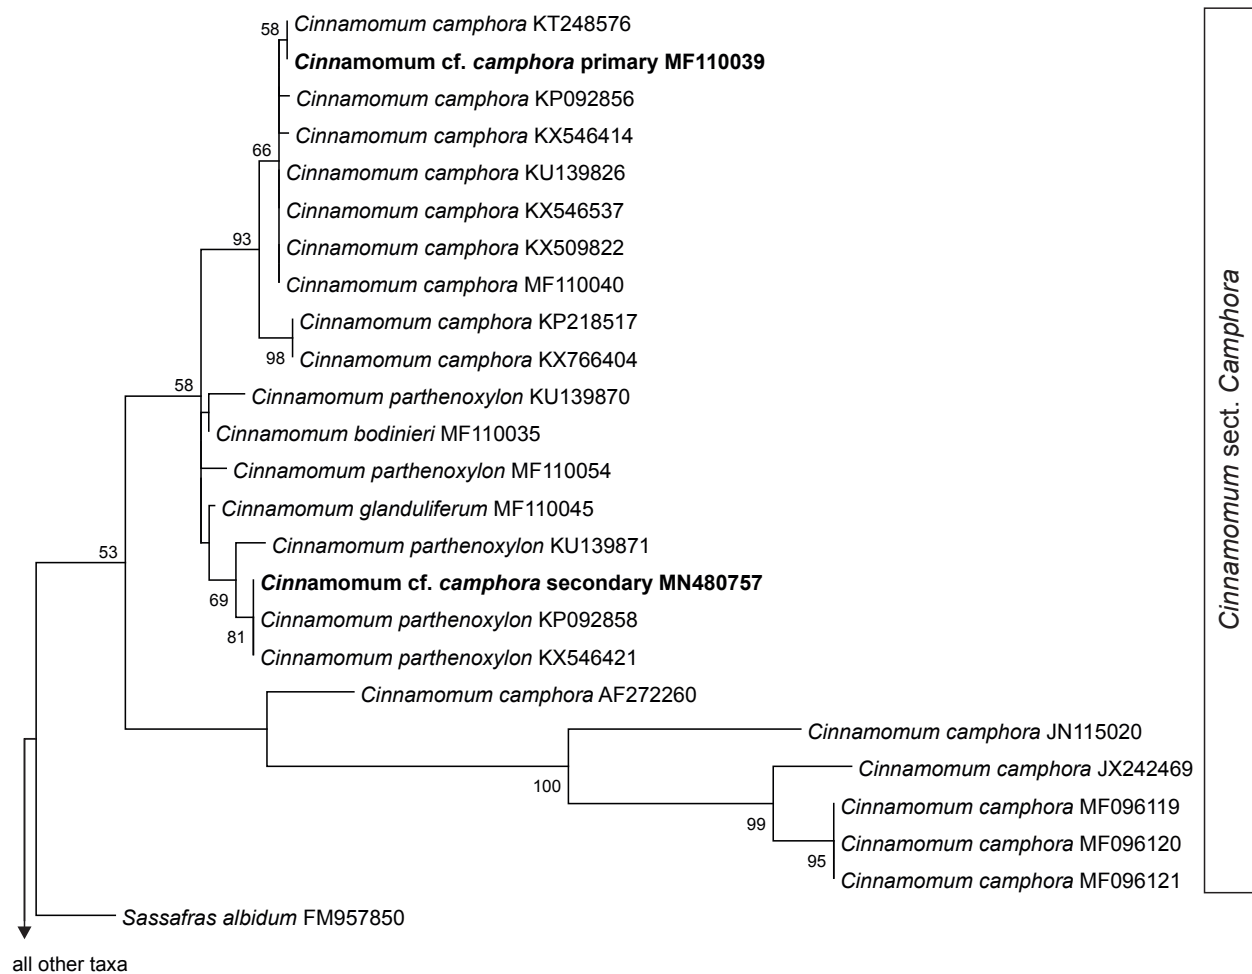 58
Cinnamomum camphora KT248576
Cinnamomum cf. camphora primary MF110039
Cinnamomum camphora KP092856
Cinnamomum camphora KX546414
66
Cinnamomum camphora KU139826
Cinnamomum camphora KX546537
93
Cinnamomum camphora KX509822
Cinnamomum camphora MF110040
Cinnamomum camphora KP218517
98
Cinnamomum camphora KX766404
58
Cinnamomum parthenoxylon KU139870
Cinnamomum bodinieri MF110035
Cinnamomum parthenoxylon MF110054
Cinnamomum glanduliferum MF110045
53
Cinnamomum parthenoxylon KU139871
Cinnamomum cf. camphora secondary MN480757
69
Cinnamomum parthenoxylon KP092858
81
Cinnamomum parthenoxylon KX546421
Cinnamomum camphora AF272260
Cinnamomum camphora JN115020
Cinnamomum camphora JX242469
100
Cinnamomum camphora MF096119
99
Cinnamomum camphora MF096120
95
Cinnamomum camphora MF096121
Sassafras albidum FM957850
all other taxa
Cinnamomum sect. Camphora